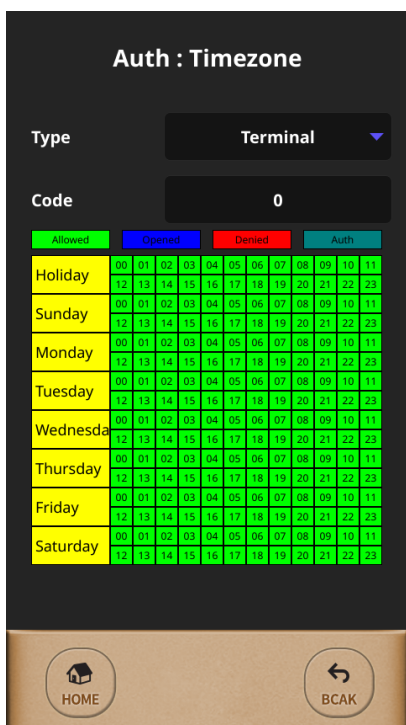 Auth : Timezone
Type Terminal
Code 0
Allowed Opened Denied Auth
Holiday 00 01 02 03 04 05 06 07 08 09 10 11
12 13 14 15 16 17 18 19 20 21 22 23
Sunday 00 01 02 03 04 05 06 07 08 09 10 11
12 13 14 15 16 17 18 19 20 21 22 23
Monday 00 01 02 03 04 05 06 07 08 09 10 11
12 13 14 15 16 17 18 19 20 21 22 23
Tuesday 00 01 02 03 04 05 06 07 08 09 10 11
12 13 14 15 16 17 18 19 20 21 22 23
Wednesda 00 01 02 03 04 05 06 07 08 09 10 11
12 13 14 15 16 17 18 19 20 21 22 23
Thursday 00 01 02 03 04 05 06 07 08 09 10 11
12 13 14 15 16 17 18 19 20 21 22 23
Friday 00 01 02 03 04 05 06 07 08 09 10 11
12 13 14 15 16 17 18 19 20 21 22 23
Saturday 00 01 02 03 04 05 06 07 08 09 10 11
12 13 14 15 16 17 18 19 20 21 22 23
HOME BCAK